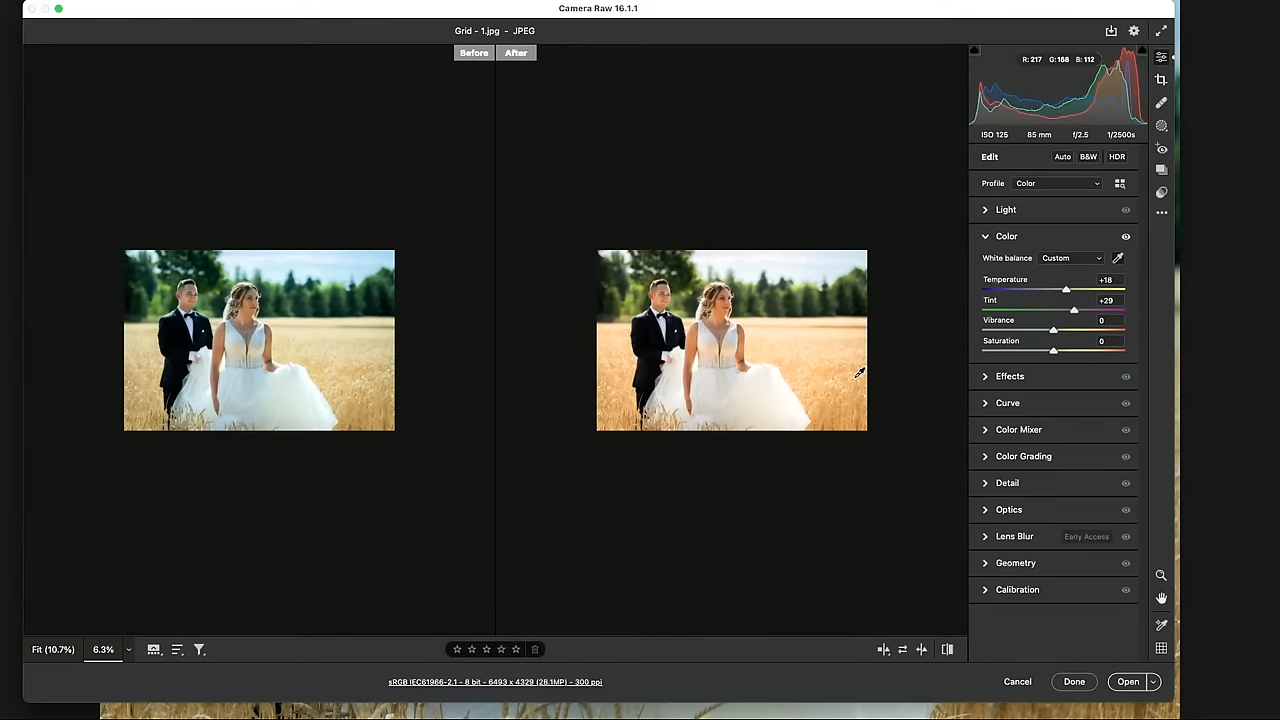 Camera Raw 16.1.1
Grid - 1.jpg - JPEG
Before After
R: 217 G: 168 B: 112
ISO 125 85 mm f/2.5 1/2500s
Edit Auto B&W HDR
Profile Color
Light
Color
White balance Custom
Temperature +18
Tint +29
Vibrance 0
Saturation 0
Effects
Curve
Color Mixer
Color Grading
Detail
Optics
Lens Blur Early Access
Geometry
Calibration
Fit (10.7%) 6.3%
sRGB IEC61966-2.1 - 8 bit - 6493 x 4329 (28.1MP) - 300 ppi
Cancel Done Open